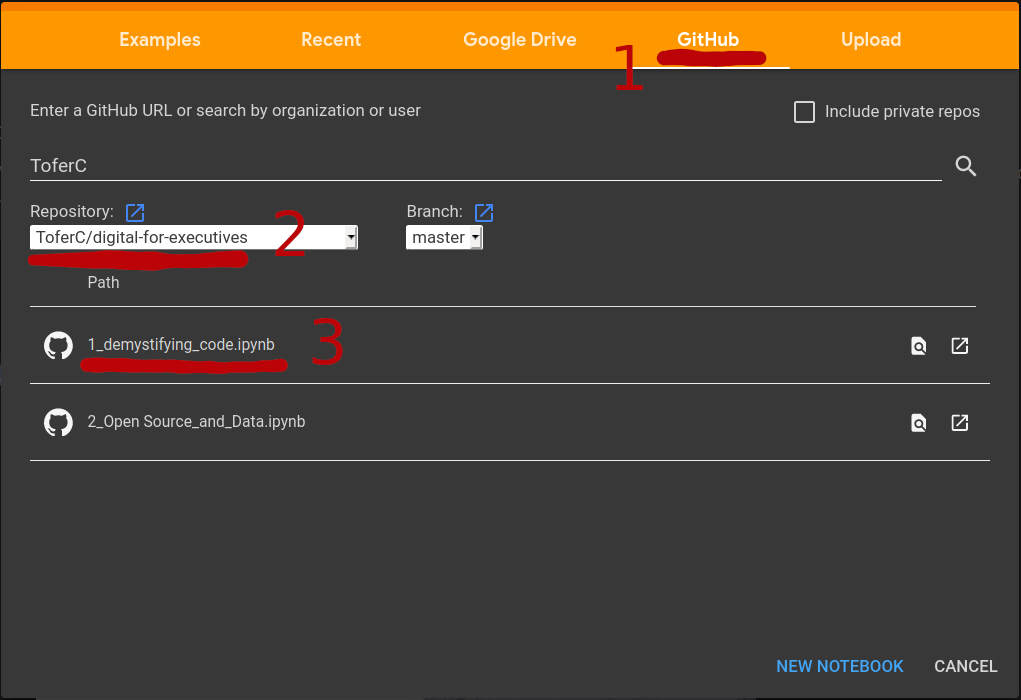 Examples Recent Google Drive GitHub Upload
1
Enter a GitHub URL or search by organization or user Include private repos
ToferC
Repository: Branch:
ToferC/digital-for-executives 2 master
Path
1_demystifying_code.ipynb 3
2_Open Source_and_Data.ipynb
NEW NOTEBOOK CANCEL